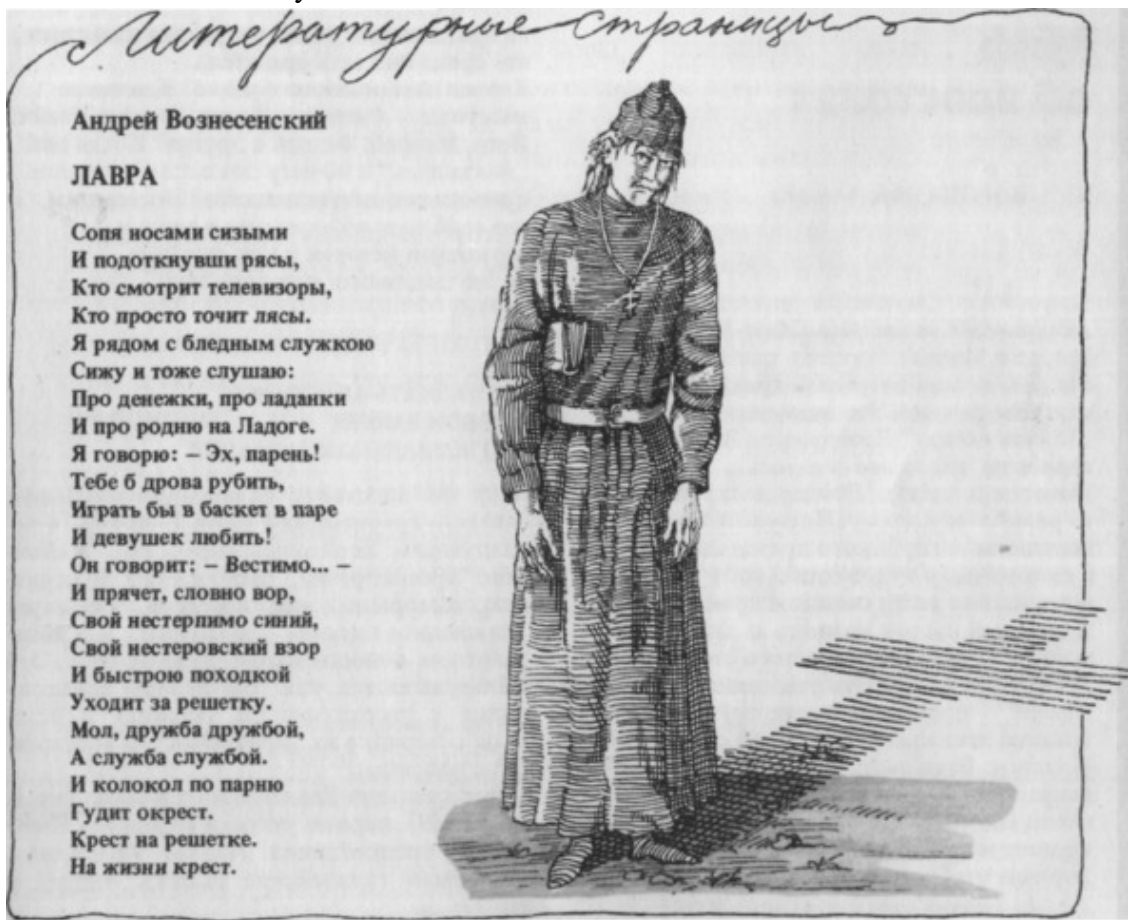 Литературные страницы
Андрей Вознесенский
ЛАВРА
Сопя носами сизыми
И подоткнувши рясы,
Кто смотрит телевизоры,
Кто просто точит лясы.
Я рядом с бледным служкою
Сижу и тоже слушаю:
Про денежки, про ладанки
И про родню на Ладоге.
Я говорю: – Эх, парень!
Тебе б дрова рубить,
Играть бы в баскет в паре
И девушек любить!
Он говорит: – Вестимо... –
И прячет, словно вор,
Свой нестерпимо синий,
Свой нестеровский взор
И быстрою походкой
Уходит за решетку.
Мол, дружба дружбой,
А служба службой.
И колокол по парню
Гудит окрест.
Крест на решетке.
На жизни крест.